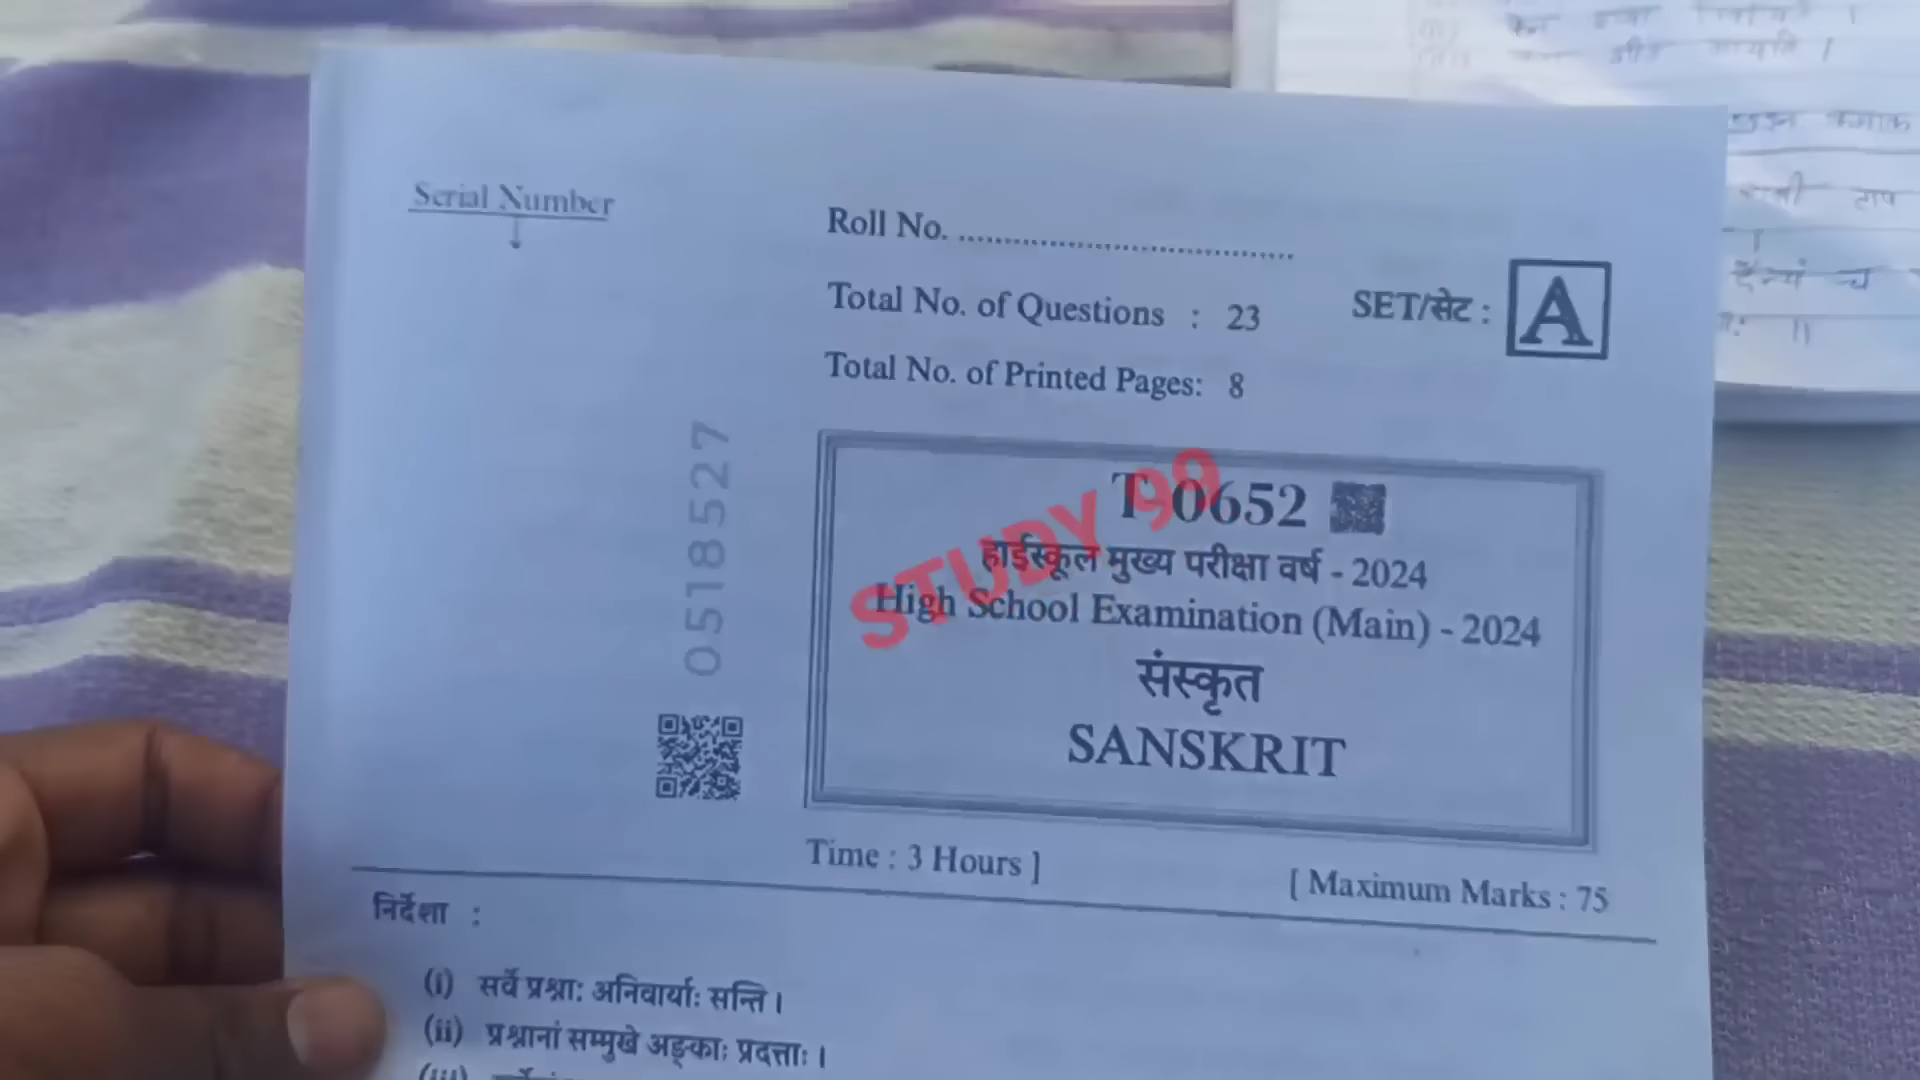 Serial Number
Roll No.
Total No. of Questions : 23
SET/सेट : A
Total No. of Printed Pages: 8
0518527
T 0652
STUDY 99
हाईस्कूल मुख्य परीक्षा वर्ष - 2024
High School Examination (Main) - 2024
संस्कृत
SANSKRIT
Time : 3 Hours ]
[ Maximum Marks : 75
निर्देशा :
(i) सर्वे प्रश्नाः अनिवार्याः सन्ति ।
(ii) प्रश्नानां सम्मुखे अङ्काः प्रदत्ताः ।
(iii)